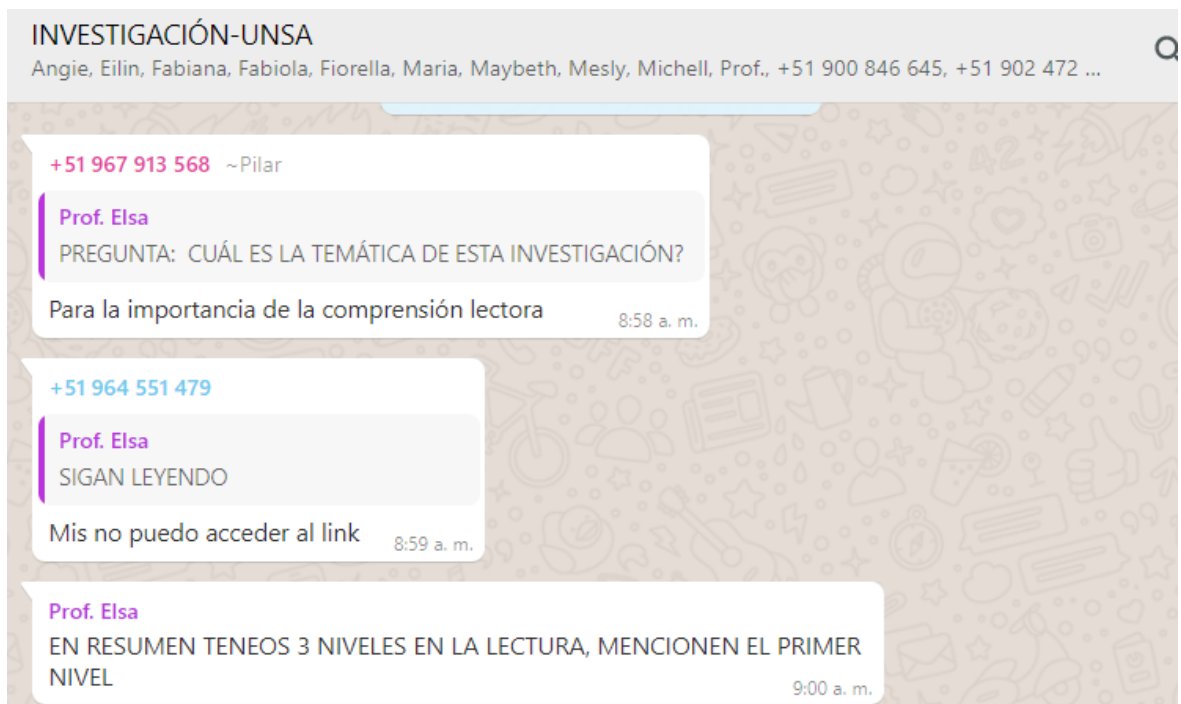 INVESTIGACIÓN-UNSA
Angie, Eilin, Fabiana, Fabiola, Fiorella, Maria, Maybeth, Mesly, Michell, Prof., +51 900 846 645, +51 902 472 ...
+51 967 913 568 ~Pilar
Prof. Elsa
PREGUNTA: CUÁL ES LA TEMÁTICA DE ESTA INVESTIGACIÓN?
Para la importancia de la comprensión lectora
8:58 a. m.
+51 964 551 479
Prof. Elsa
SIGAN LEYENDO
Mis no puedo acceder al link
8:59 a. m.
Prof. Elsa
EN RESUMEN TENEOS 3 NIVELES EN LA LECTURA, MENCIONEN EL PRIMER
NIVEL
9:00 a. m.